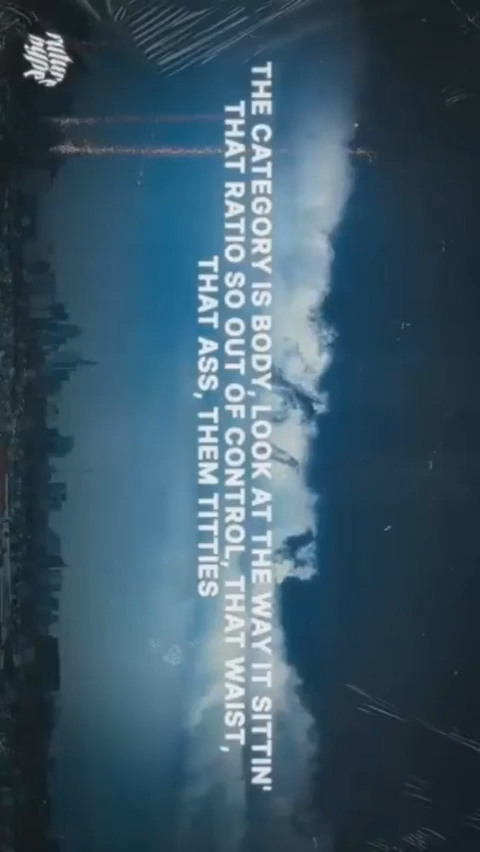 THE CATEGORY IS BODY, LOOK AT THE WAY IT SITTIN'
THAT RATIO SO OUT OF CONTROL, THAT WAIST,
THAT ASS, THEM TITTIES